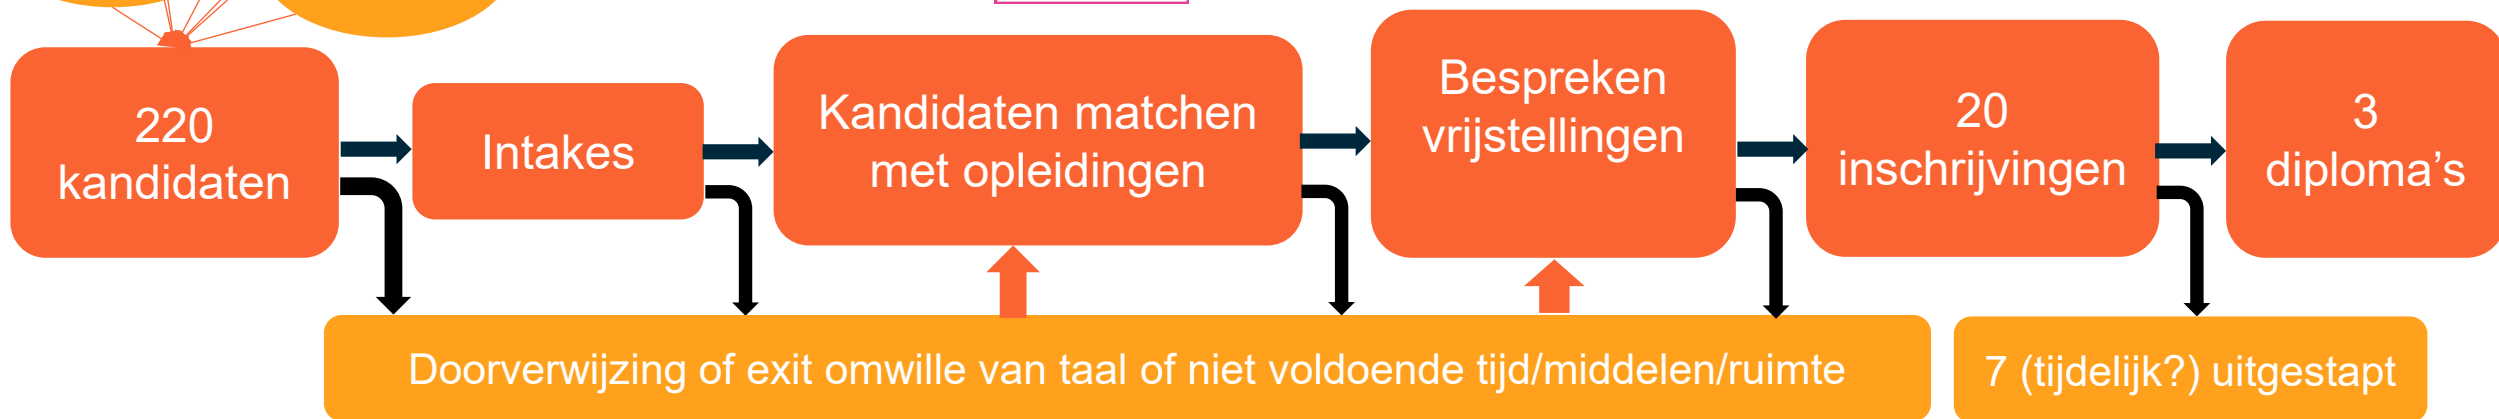 220
kandidaten
Intakes
Kandidaten matchen
met opleidingen
Bespreken
vrijstellingen
20
inschrijvingen
3
diploma’s
Doorverwijzing of exit omwille van taal of niet voldoende tijd/middelen/ruimte
7 (tijdelijk?) uitgestapt